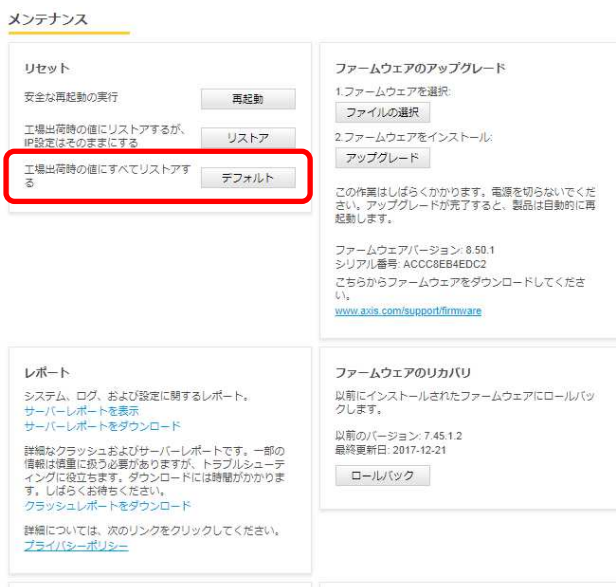 メンテナンス
リセット
安全な再起動の実行
再起動
工場出荷時の値にリストアするが、
IP設定はそのままにする
リストア
工場出荷時の値にすべてリストアす
る
デフォルト
ファームウェアのアップグレード
1.ファームウェアを選択:
ファイルの選択
2.ファームウェアをインストール:
アップグレード
この作業はしばらくかかります。電源を切らないでくだ
さい。アップグレードが完了すると、製品は自動的に再
起動します。
ファームウェアバージョン: 8.50.1
シリアル番号: ACCC8EB4EDC2
こちらからファームウェアをダウンロードしてくださ
い。
www.axis.com/support/firmware
レポート
システム、ログ、および設定に関するレポート。
サーバーレポートを表示
サーバーレポートをダウンロード
詳細なクラッシュおよびサーバーレポートです。一部の
情報は慎重に扱う必要がありますが、トラブルシューテ
ィングに役立ちます。ダウンロードには時間がかかりま
す。しばらくお待ちください。
クラッシュレポートをダウンロード
詳細については、次のリンクをクリックしてください。
プライバシーポリシー
ファームウェアのリカバリ
以前にインストールされたファームウェアにロールバッ
クします。
以前のバージョン: 7.45.1.2
最終更新日: 2017-12-21
ロールバック